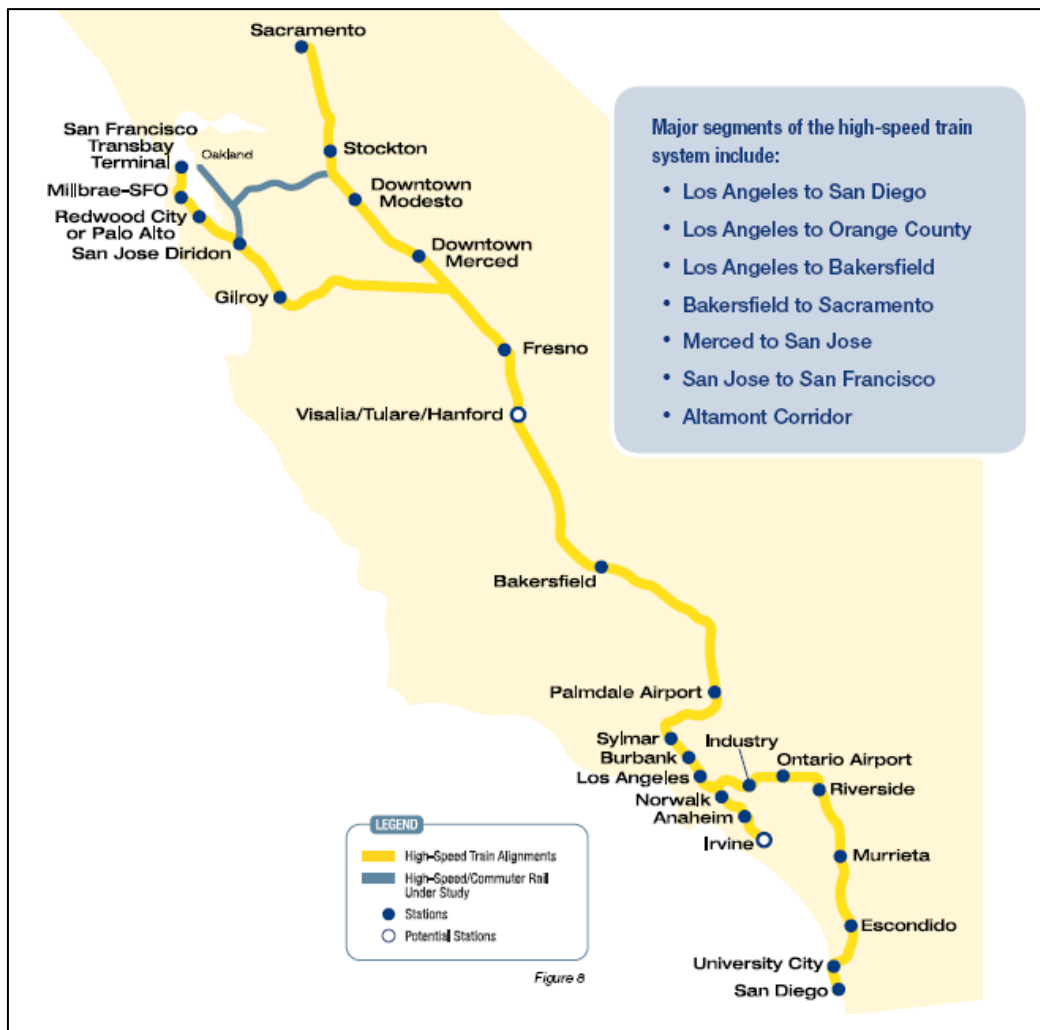 Sacramento
San Francisco
Transbay
Terminal
Oakland
Stockton
Millbrae-SFO
Downtown
Modesto
Redwood City
or Palo Alto
San Jose Diridon
Downtown
Merced
Gilroy
Fresno
Visalia/Tulare/Hanford
Bakersfield
Palmdale Airport
Sylmar
Industry
Burbank
Ontario Airport
Los Angeles
Riverside
Norwalk
Anaheim
Irvine
Murrieta
Escondido
University City
San Diego
Major segments of the high-speed train
system include:
• Los Angeles to San Diego
• Los Angeles to Orange County
• Los Angeles to Bakersfield
• Bakersfield to Sacramento
• Merced to San Jose
• San Jose to San Francisco
• Altamont Corridor
LEGEND
High-Speed Train Alignments
High-Speed/Commuter Rail
Under Study
Stations
Potential Stations
Figure 8